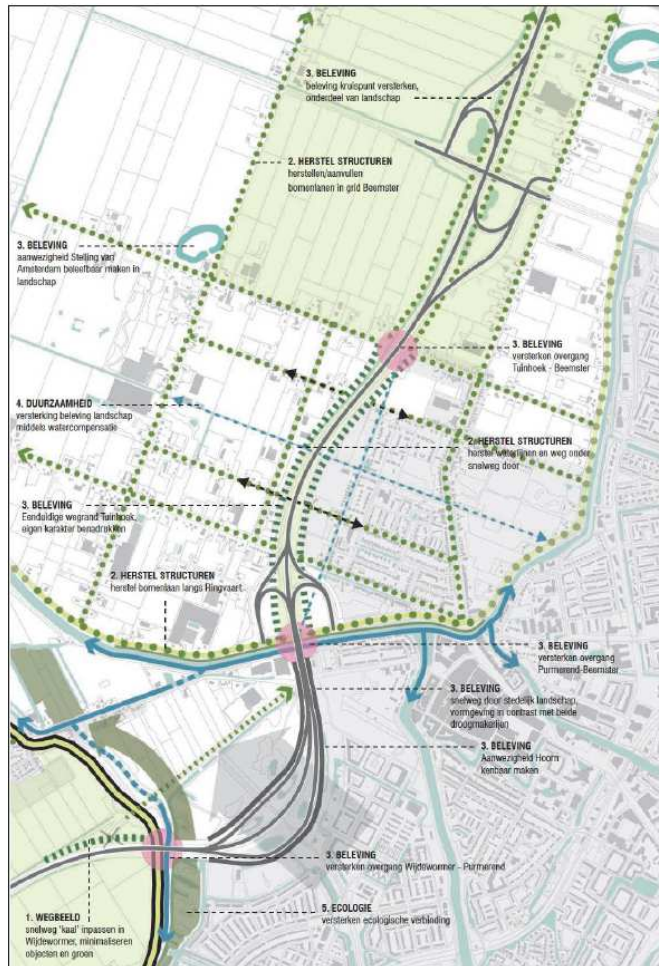 3. BELEVING
beleving kruispunt versterken,
onderdeel van landschap
2. HERSTEL STRUCTUREN
herstellen/aanvullen
bomenlanen in grid Beemster
3. BELEVING
aanwezigheid Stelling van
Amsterdam beleefbaar maken in
landschap
3. BELEVING
versterken overgang
Tuinhoek - Beemster
4. DUURZAAMHEID
versterking beleving landschap
middels watercompensatie
2. HERSTEL STRUCTUREN
herstel waterlijnen en weg onder
snelweg door
3. BELEVING
Eenduidige wegrand Tuinhoek,
eigen karakter benadrukken
2. HERSTEL STRUCTUREN
herstel bomenlaan langs Ringvaart
3. BELEVING
versterken overgang
Purmerend-Beemster
3. BELEVING
snelweg door stedelijk landschap,
vormgeving in contrast met beide
droogmakerijen
3. BELEVING
Aanwezigheid Hoorn
kenbaar maken
3. BELEVING
versterken overgang Wijdewormer - Purmerend
5. ECOLOGIE
versterken ecologische verbinding
1. WEGBEELD
snelweg 'kaal' inpassen in
Wijdewormer, minimaliseren
objecten en groen